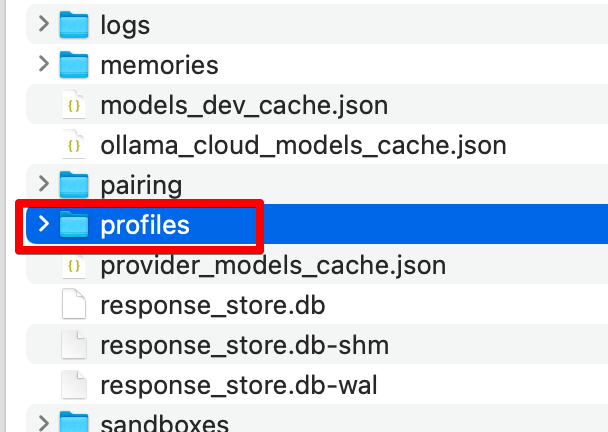 logs
memories
models_dev_cache.json
ollama_cloud_models_cache.json
pairing
profiles
provider_models_cache.json
response_store.db
response_store.db-shm
response_store.db-wal
sandboxes